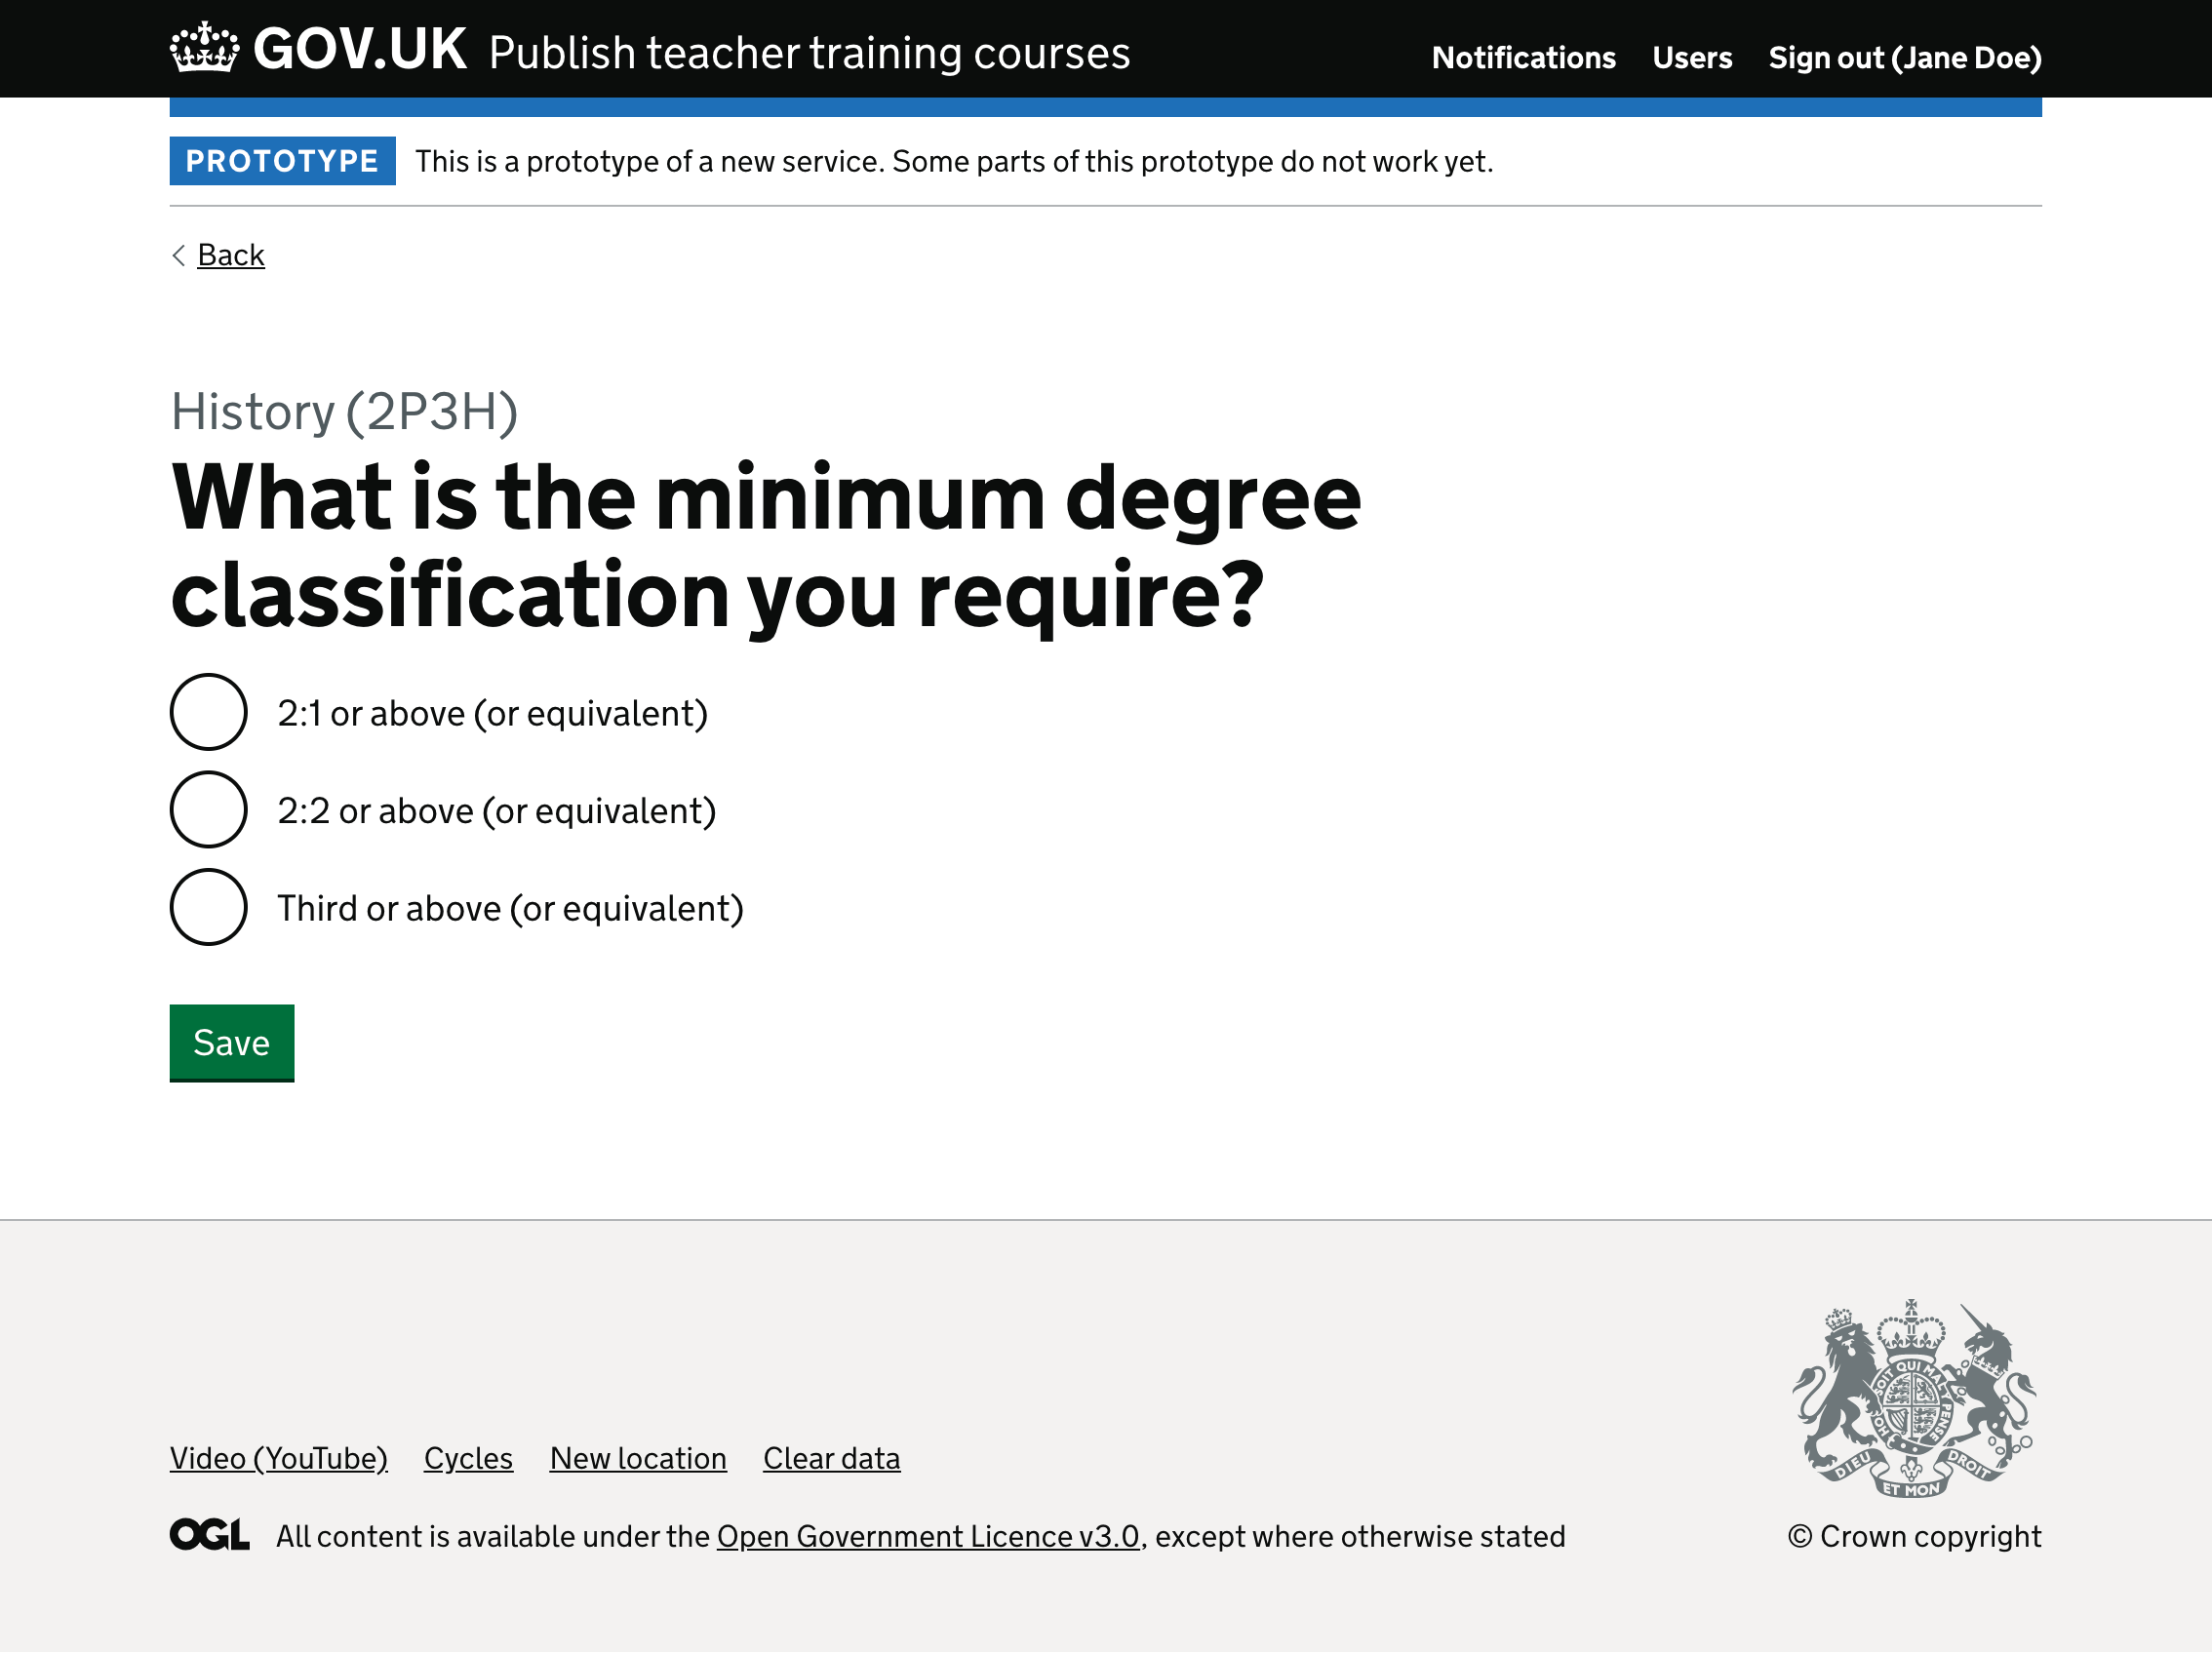 GOV.UK Publish teacher training courses Notifications Users Sign out (Jane Doe)
PROTOTYPE This is a prototype of a new service. Some parts of this prototype do not work yet.
Back
History (2P3H)
What is the minimum degree
classification you require?
2:1 or above (or equivalent)
2:2 or above (or equivalent)
Third or above (or equivalent)
Save
Video (YouTube) Cycles New location Clear data
OGL All content is available under the Open Government Licence v3.0, except where otherwise stated
HONI SOIT QUI MAL Y PENSE
DIEU ET MON DROIT
© Crown copyright